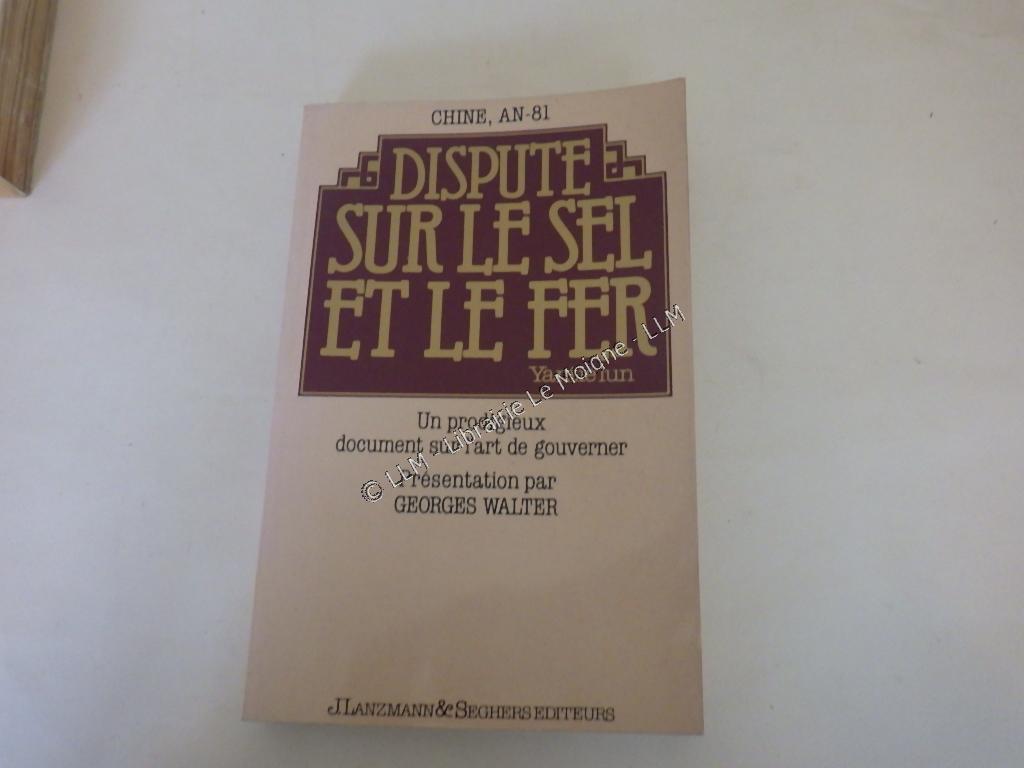 CHINE, AN-81
DISPUTE
SUR LE SEL
ET LE FER
Un prodigieux
document sur l'art de gouverner
Présentation par
GEORGES WALTER
J. LANZMANN & SEGHERS EDITEURS
© LLM - Librairie Le Moigne - LLM